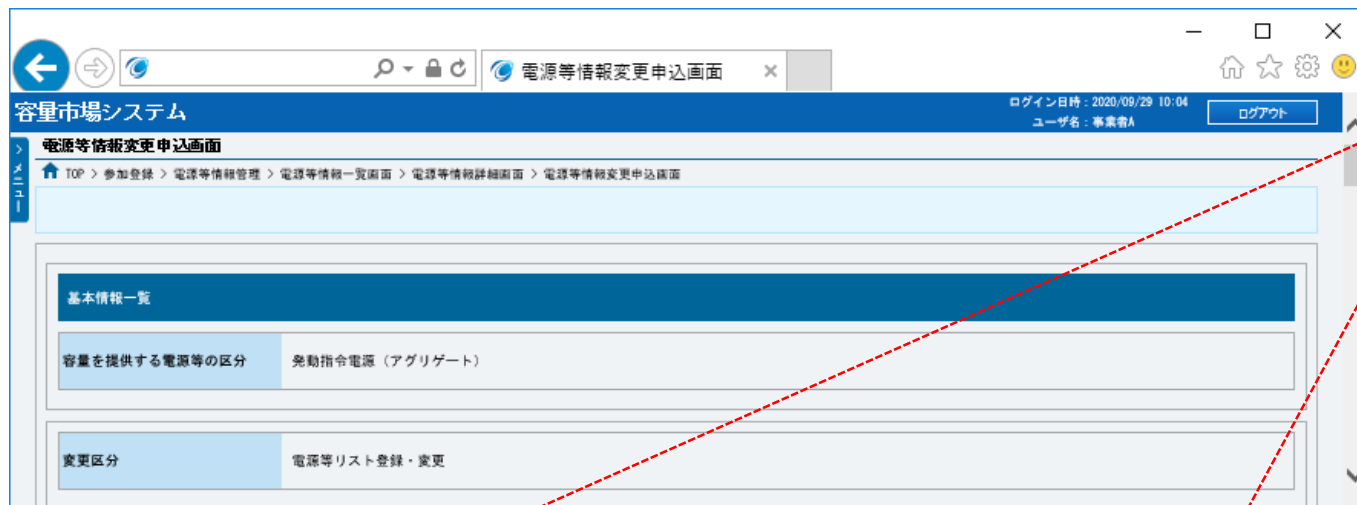 電源等情報変更申込画面
容量市場システム
ログイン日時：2020/09/29 10:04
ユーザ名：事業者A
ログアウト
電源等情報変更申込画面
TOP > 参加登録 > 電源等情報管理 > 電源等情報一覧画面 > 電源等情報詳細画面 > 電源等情報変更申込画面
> メニュー
基本情報一覧
容量を提供する電源等の区分 発動指令電源（アグリゲート）
変更区分 電源等リスト登録・変更